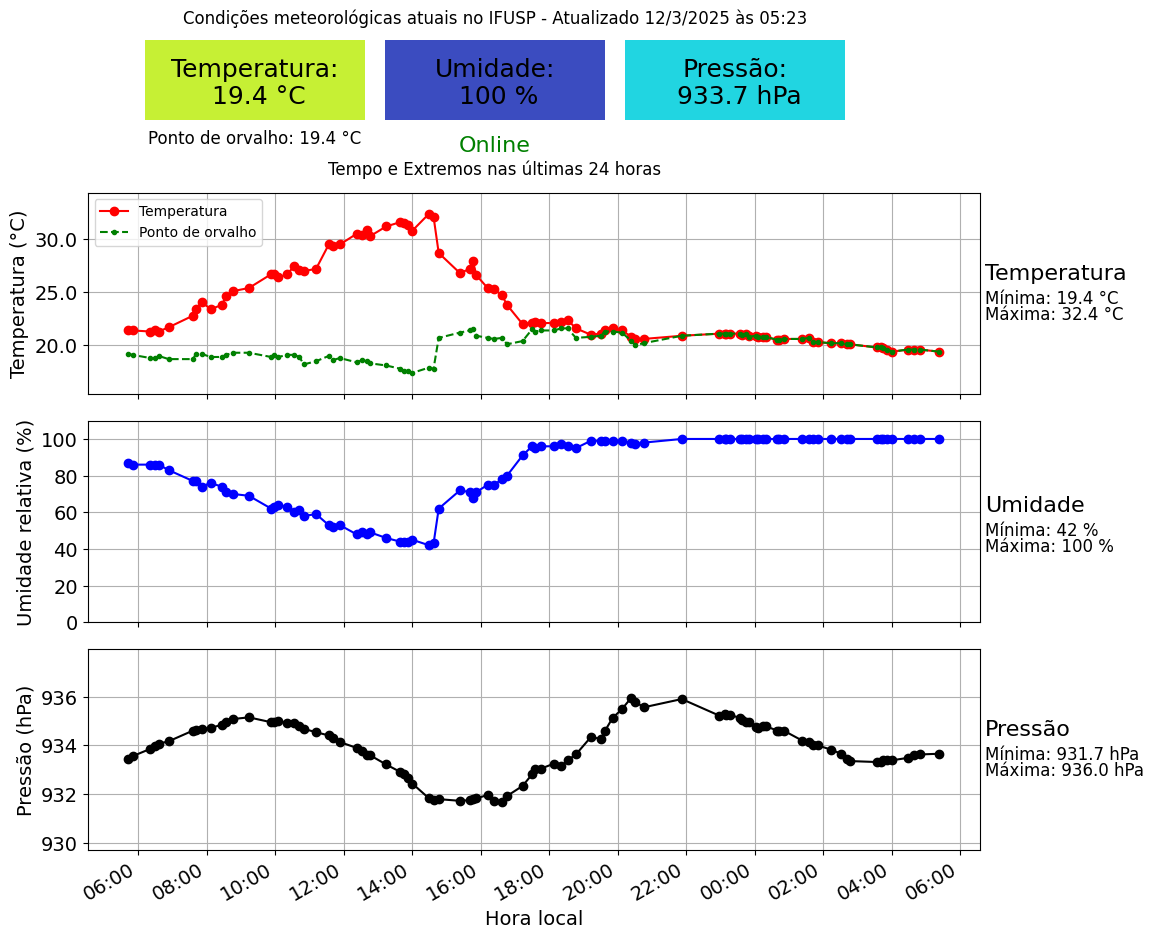 Condições meteorológicas atuais no IFUSP - Atualizado 12/3/2025 às 05:23
Temperatura:
19.4 °C
Umidade:
100 %
Pressão:
933.7 hPa
Ponto de orvalho: 19.4 °C
Online
Tempo e Extremos nas últimas 24 horas
Temperatura (°C)
30.0
25.0
20.0
Temperatura
Ponto de orvalho
Temperatura
Mínima: 19.4 °C
Máxima: 32.4 °C
Umidade relativa (%)
100
80
60
40
20
0
Umidade
Mínima: 42 %
Máxima: 100 %
Pressão (hPa)
936
934
932
930
Pressão
Mínima: 931.7 hPa
Máxima: 936.0 hPa
06:00
08:00
10:00
12:00
14:00
16:00
18:00
20:00
22:00
00:00
02:00
04:00
06:00
Hora local